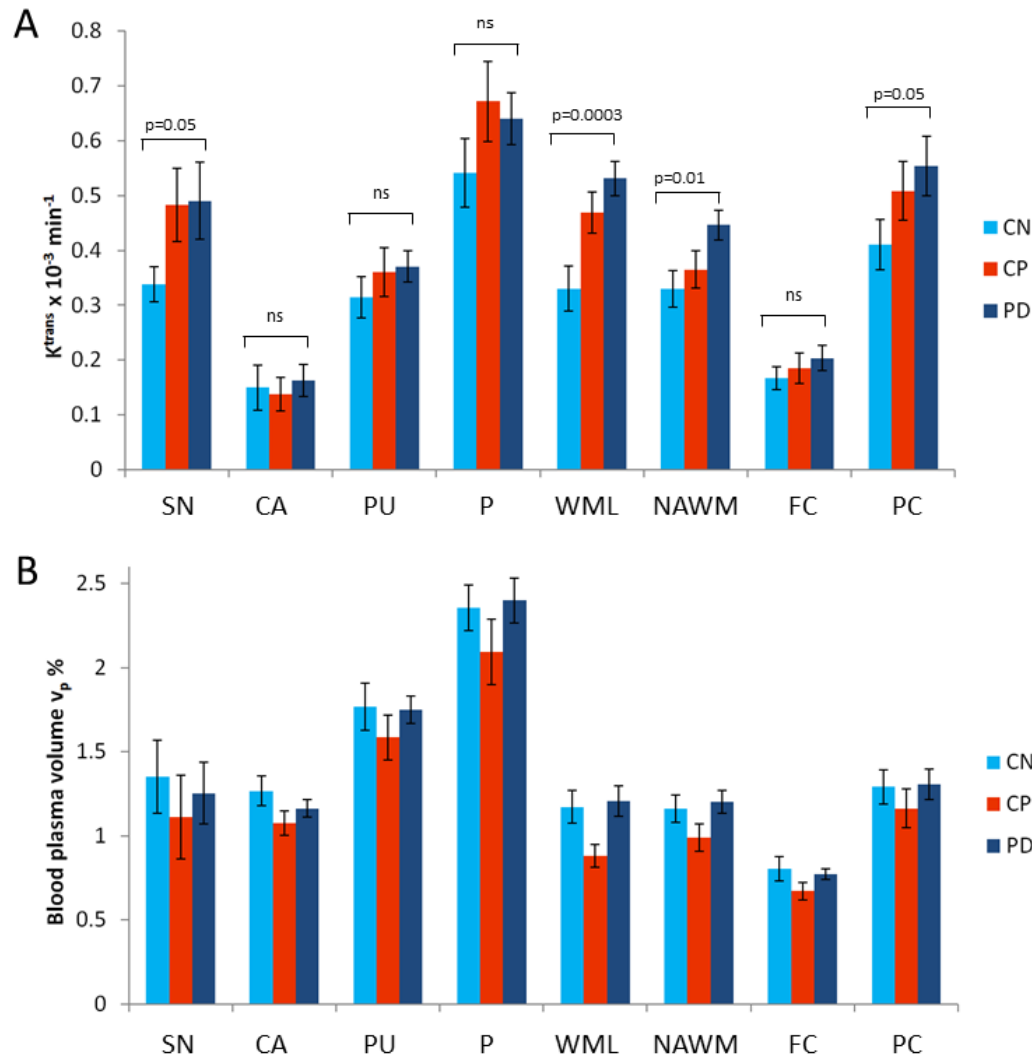 A
K^trans x 10^-3 min^-1
0.8
0.7
0.6
0.5
0.4
0.3
0.2
0.1
0
p=0.05
ns
ns
ns
p=0.0003
p=0.01
ns
p=0.05
SN CA PU P WML NAWM FC PC
CN
CP
PD
B
Blood plasma volume v_p %
2.5
2
1.5
1
0.5
0
SN CA PU P WML NAWM FC PC
CN
CP
PD